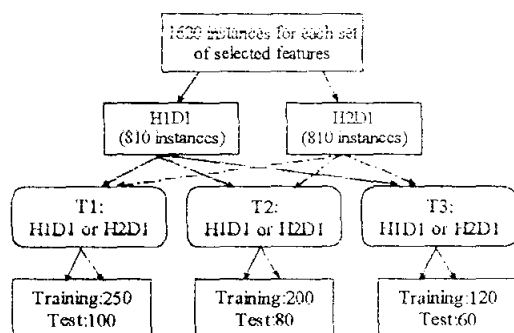 1620 instances for each set
of selected features
H1D1
(810 instances)
H2D1
(810 instances)
T1:
H1D1 or H2D1
T2:
H1D1 or H2D1
T3:
H1D1 or H2D1
Training:250
Test:100
Training:200
Test:80
Training:120
Test:60